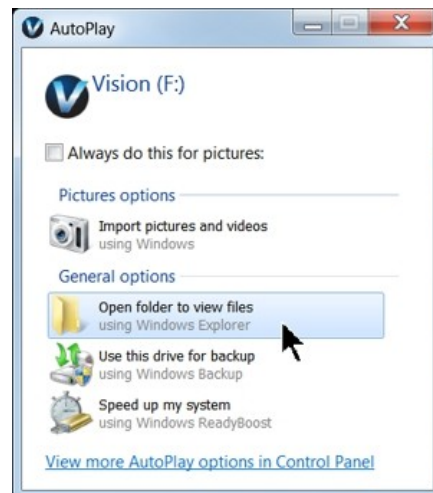 AutoPlay
Vision (F:)
Always do this for pictures:
Pictures options
Import pictures and videos
using Windows
General options
Open folder to view files
using Windows Explorer
Use this drive for backup
using Windows Backup
Speed up my system
using Windows ReadyBoost
View more AutoPlay options in Control Panel